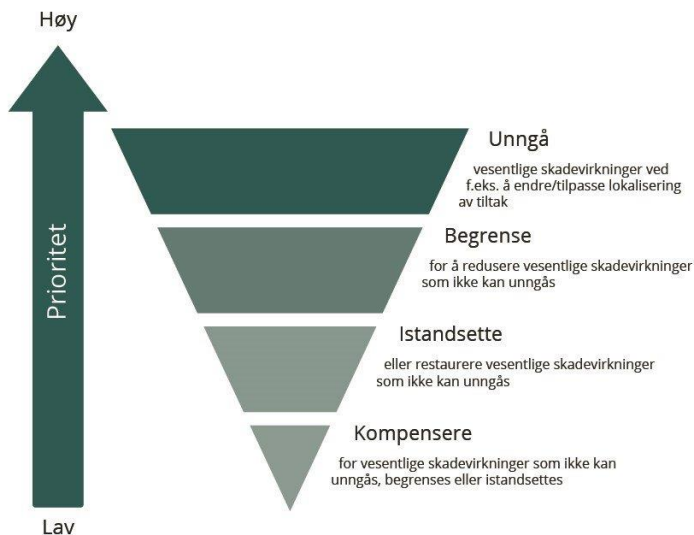 Høy
Prioritet
Unngå
vesentlige skadevirkninger ved
f.eks. å endre/tilpasse lokalisering
av tiltak
Begrense
for å redusere vesentlige skadevirkninger
som ikke kan unngås
Istandsette
eller restaurere vesentlige skadevirkninger
som ikke kan unngås
Kompensere
for vesentlige skadevirkninger som ikke kan
unngås, begrenses eller istandsettes
Lav